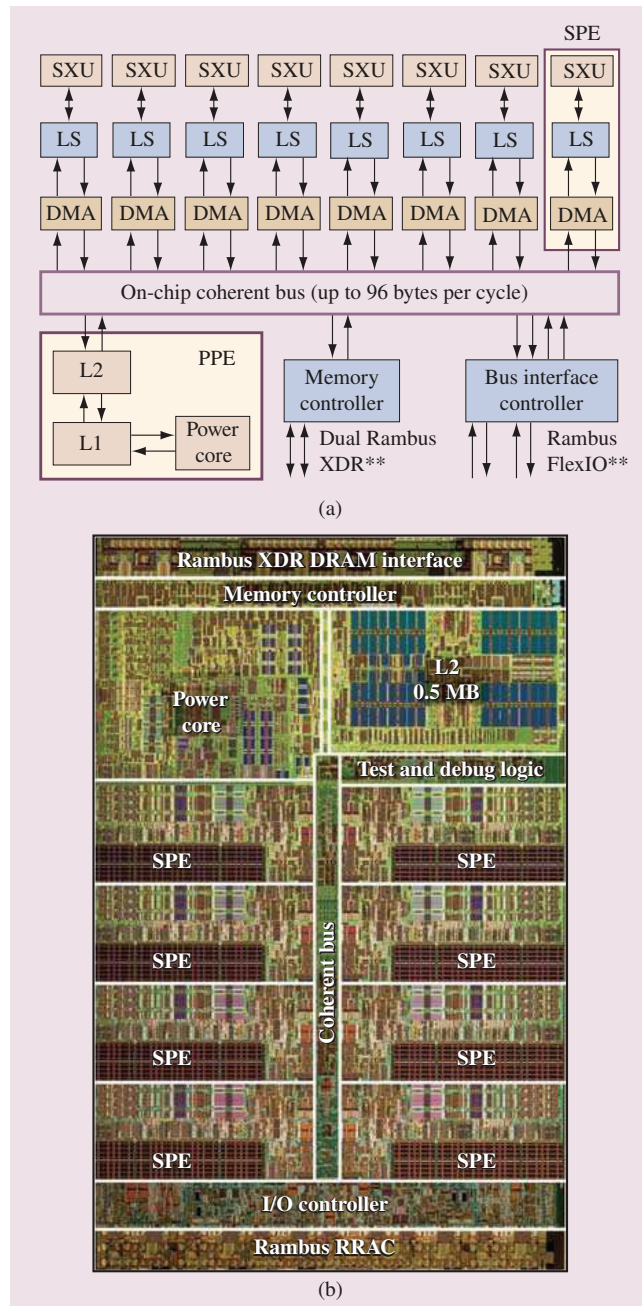 SPE
SXU SXU SXU SXU SXU SXU SXU SXU
LS LS LS LS LS LS LS LS
DMA DMA DMA DMA DMA DMA DMA DMA
On-chip coherent bus (up to 96 bytes per cycle)
PPE
L2
L1
Power
core
Memory
controller
Dual Rambus
XDR**
Bus interface
controller
Rambus
FlexIO**
(a)
Rambus XDR DRAM interface
Memory controller
Power
core
L2
0.5 MB
Test and debug logic
SPE SPE
SPE SPE
SPE SPE
SPE SPE
Coherent bus
I/O controller
Rambus RRAC
(b)